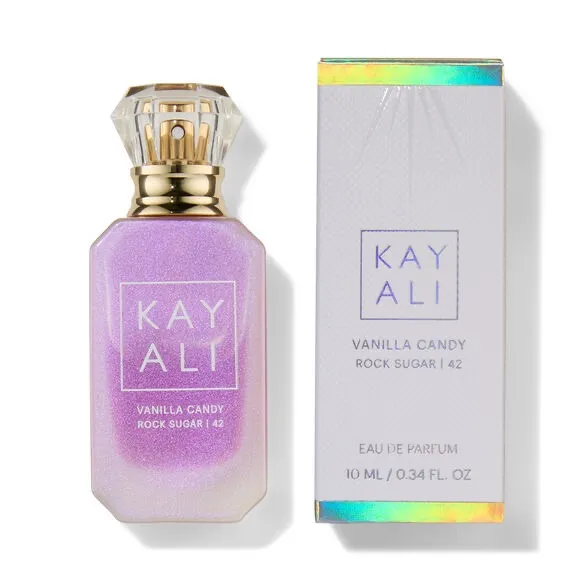 KAY
ALI
VANILLA CANDY
ROCK SUGAR | 42
KAY
ALI
VANILLA CANDY
ROCK SUGAR | 42
EAU DE PARFUM
10 ML / 0.34 FL. OZ